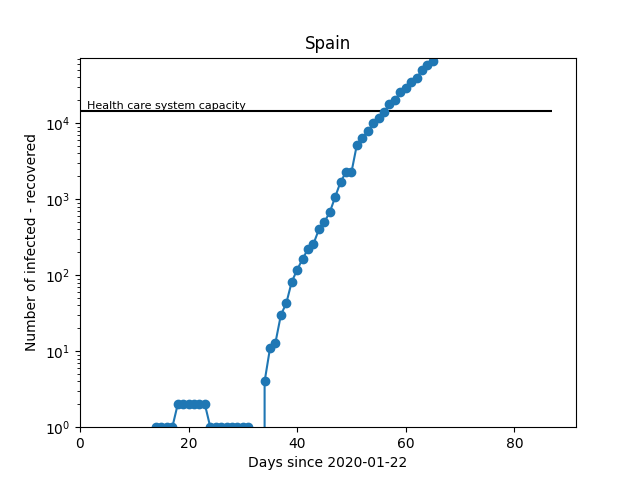 Spain
Health care system capacity
Number of infected - recovered
10^4
10^3
10^2
10^1
10^0
0 20 40 60 80
Days since 2020-01-22